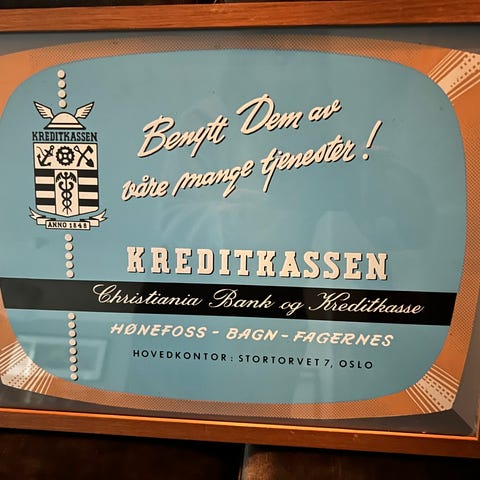 KREDITKASSEN
ANNO 1848
Benytt Dem av
våre mange tjenester!
KREDITKASSEN
Christiania Bank og Kreditkasse
HØNEFOSS - BAGN - FAGERNES
HOVEDKONTOR: STORTORVET 7, OSLO